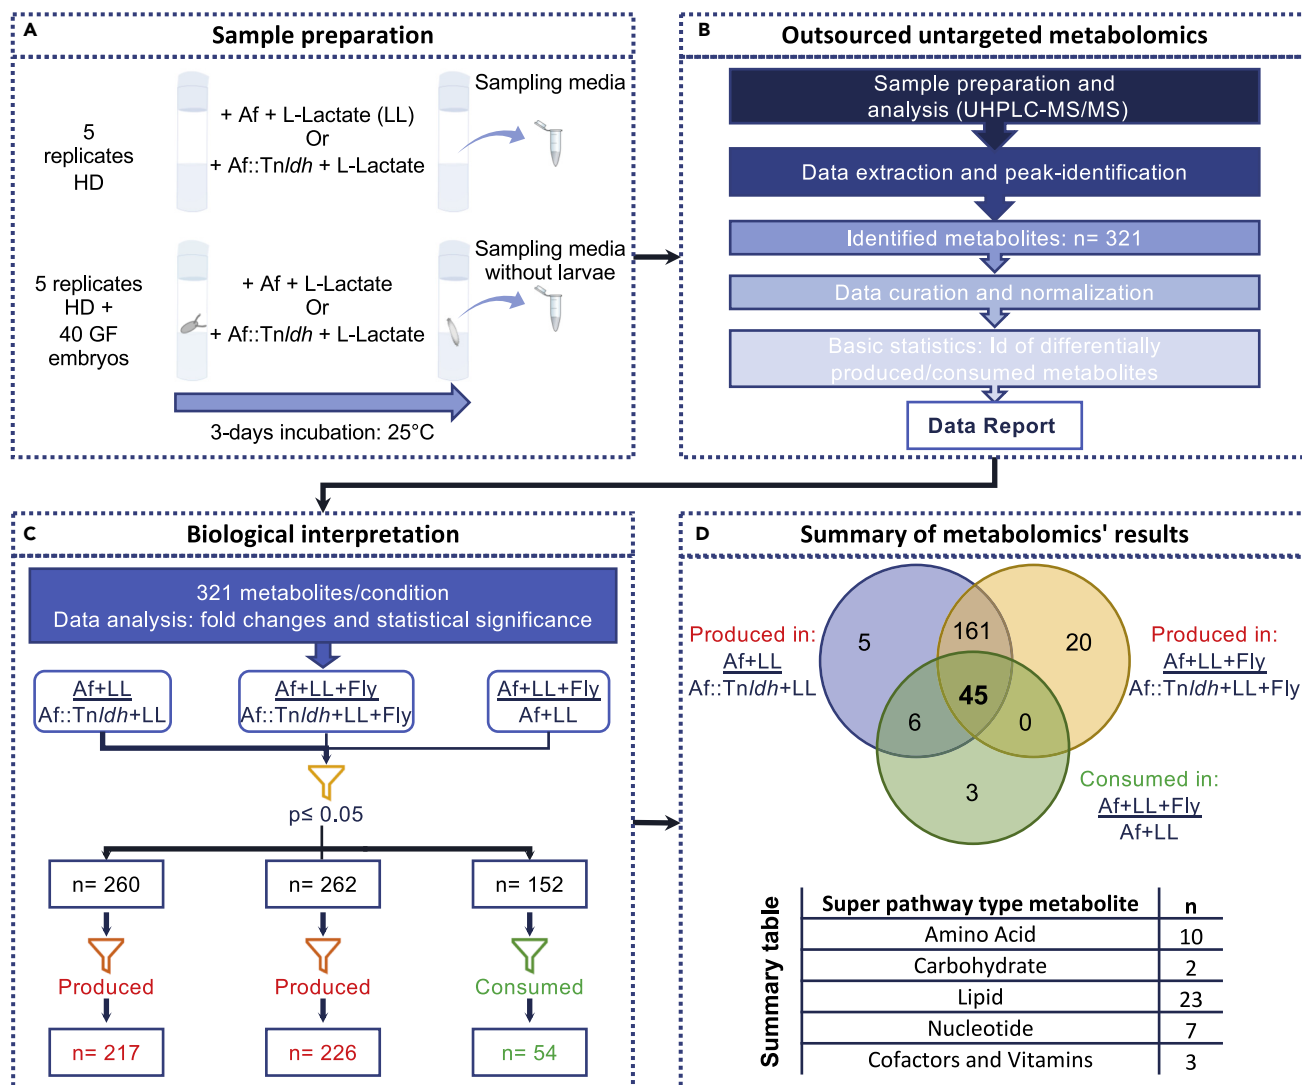 A
Sample preparation
5
replicates
HD
+ Af + L-Lactate (LL)
Or
+ Af::Tnldh + L-Lactate
Sampling media
5 replicates
HD +
40 GF
embryos
+ Af + L-Lactate
Or
+ Af::Tnldh + L-Lactate
Sampling media
without larvae
3-days incubation: 25°C
B
Outsourced untargeted metabolomics
Sample preparation and
analysis (UHPLC-MS/MS)
Data extraction and peak-identification
Identified metabolites: n= 321
Data curation and normalization
Basic statistics: Id of differentially
produced/consumed metabolites
Data Report
C
Biological interpretation
321 metabolites/condition
Data analysis: fold changes and statistical significance
Af+LL
Af::Tnldh+LL
Af+LL+Fly
Af::Tnldh+LL+Fly
Af+LL+Fly
Af+LL
p≤ 0.05
n= 260
n= 262
n= 152
Produced
Produced
Consumed
n= 217
n= 226
n= 54
D
Summary of metabolomics' results
Produced in:
Af+LL
Af::Tnldh+LL
5
161
20
45
6
0
3
Produced in:
Af+LL+Fly
Af::Tnldh+LL+Fly
Consumed in:
Af+LL+Fly
Af+LL
Summary table
Super pathway type metabolite n
Amino Acid 10
Carbohydrate 2
Lipid 23
Nucleotide 7
Cofactors and Vitamins 3